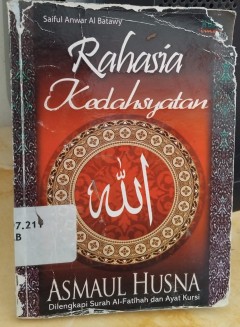 Saiful Anwar Al Batawy
Rahasia
Kedahsyatan
الله
7.21
B
ASMAUL HUSNA
Dilengkapi Surah Al-Fatihah dan Ayat Kursi